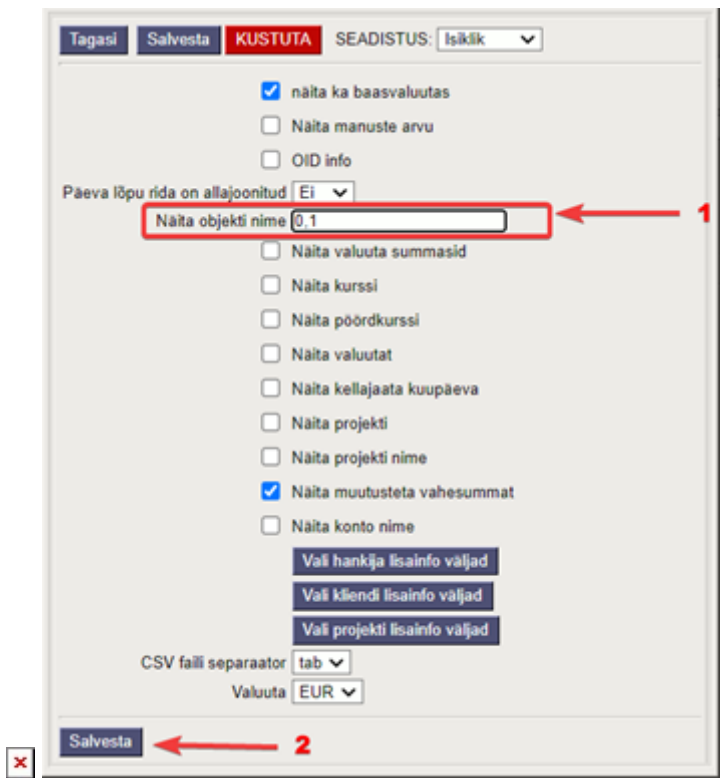 Tagasi Salvesta KUSTUTA SEADISTUS: Isiklik
näita ka baasvaluutas
Näita manuste arvu
OID info
Päeva lõpu rida on allajoonitud Ei
Näita objekti nime 0,1 1
Näita valuuta summasid
Näita kurssi
Näita pöördkurssi
Näita valuutat
Näita kellajaata kuupäeva
Näita projekti
Näita projekti nime
Näita muutusteta vahesummat
Näita konto nime
Vali hankija lisainfo väljad
Vali kliendi lisainfo väljad
Vali projekti lisainfo väljad
CSV faili separaator tab
Valuuta EUR
Salvesta 2